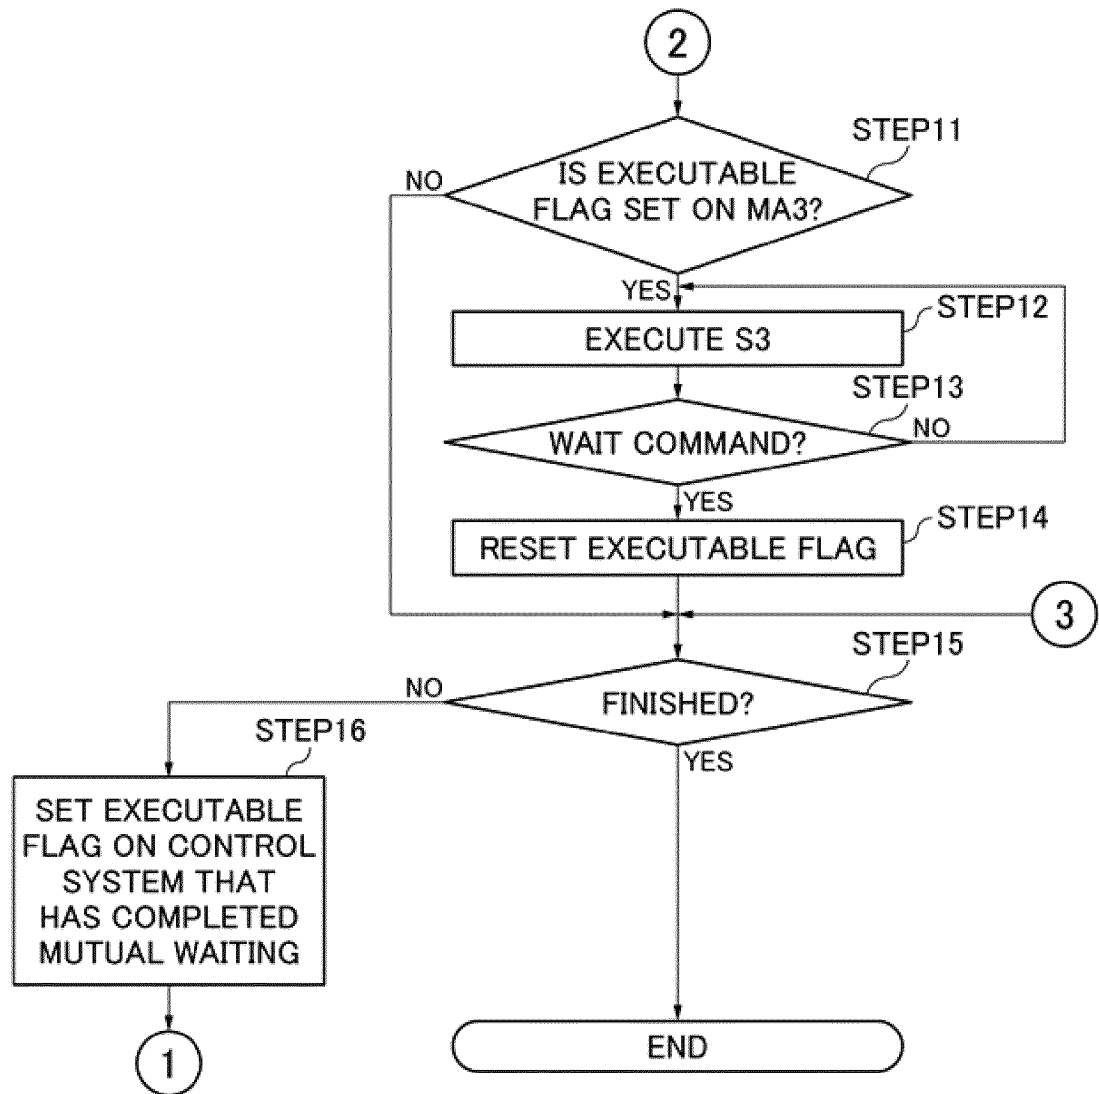 2
STEP11
IS EXECUTABLE
FLAG SET ON MA3?
NO
YES
STEP12
EXECUTE S3
STEP13
WAIT COMMAND?
NO
YES
STEP14
RESET EXECUTABLE FLAG
3
STEP15
FINISHED?
NO
YES
STEP16
SET EXECUTABLE
FLAG ON CONTROL
SYSTEM THAT
HAS COMPLETED
MUTUAL WAITING
1
END